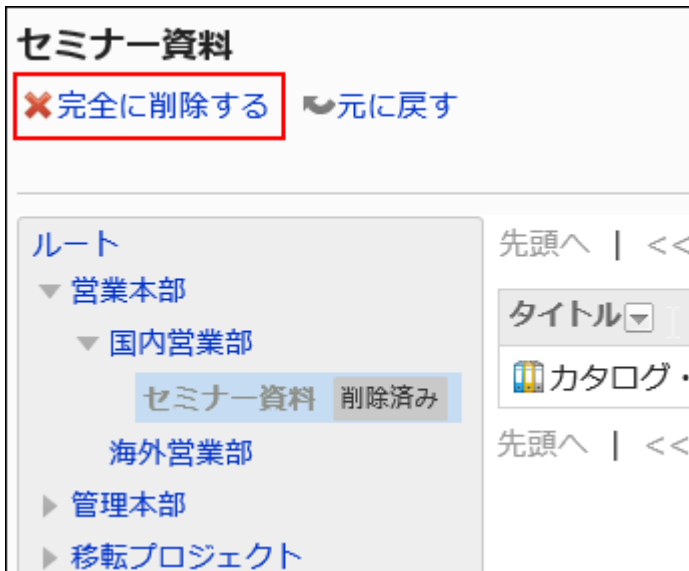 セミナー資料
完全に削除する 元に戻す
ルート
営業本部
国内営業部
セミナー資料 削除済み
海外営業部
管理本部
移転プロジェクト
先頭へ | <<
タイトル
カタログ・
先頭へ | <<